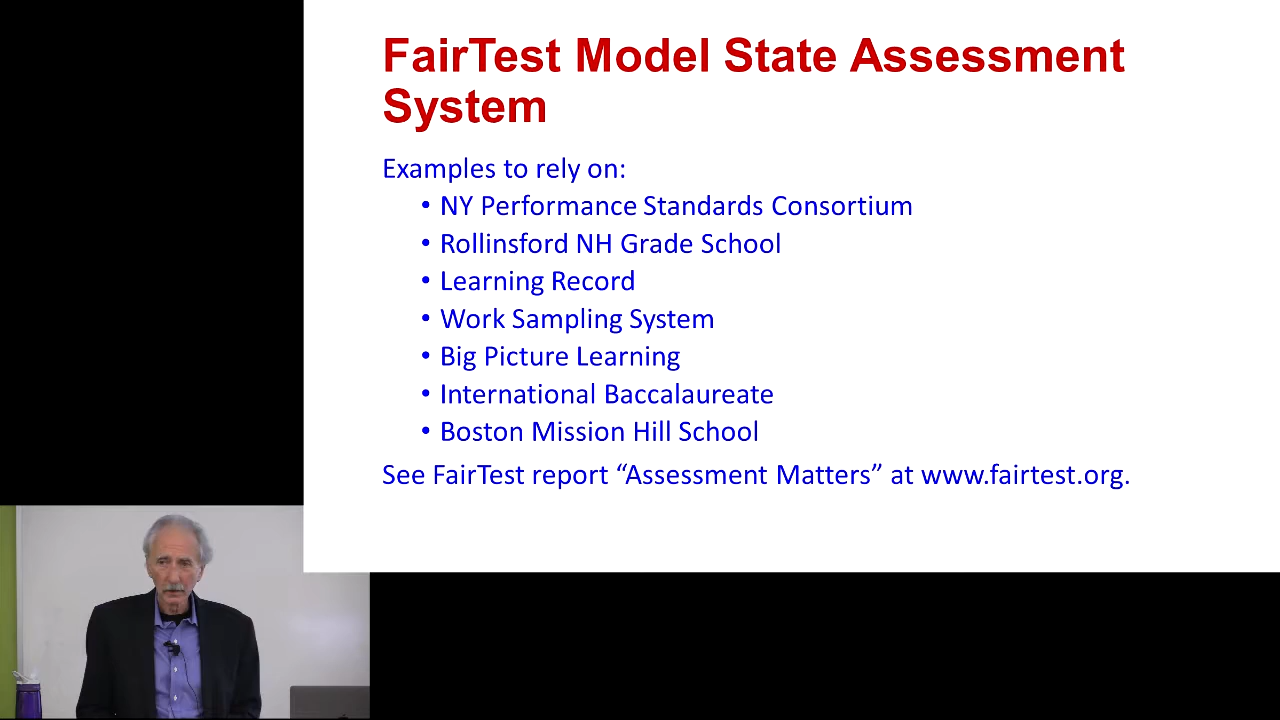 FairTest Model State Assessment
System
Examples to rely on:
• NY Performance Standards Consortium
• Rollinsford NH Grade School
• Learning Record
• Work Sampling System
• Big Picture Learning
• International Baccalaureate
• Boston Mission Hill School
See FairTest report “Assessment Matters” at www.fairtest.org.